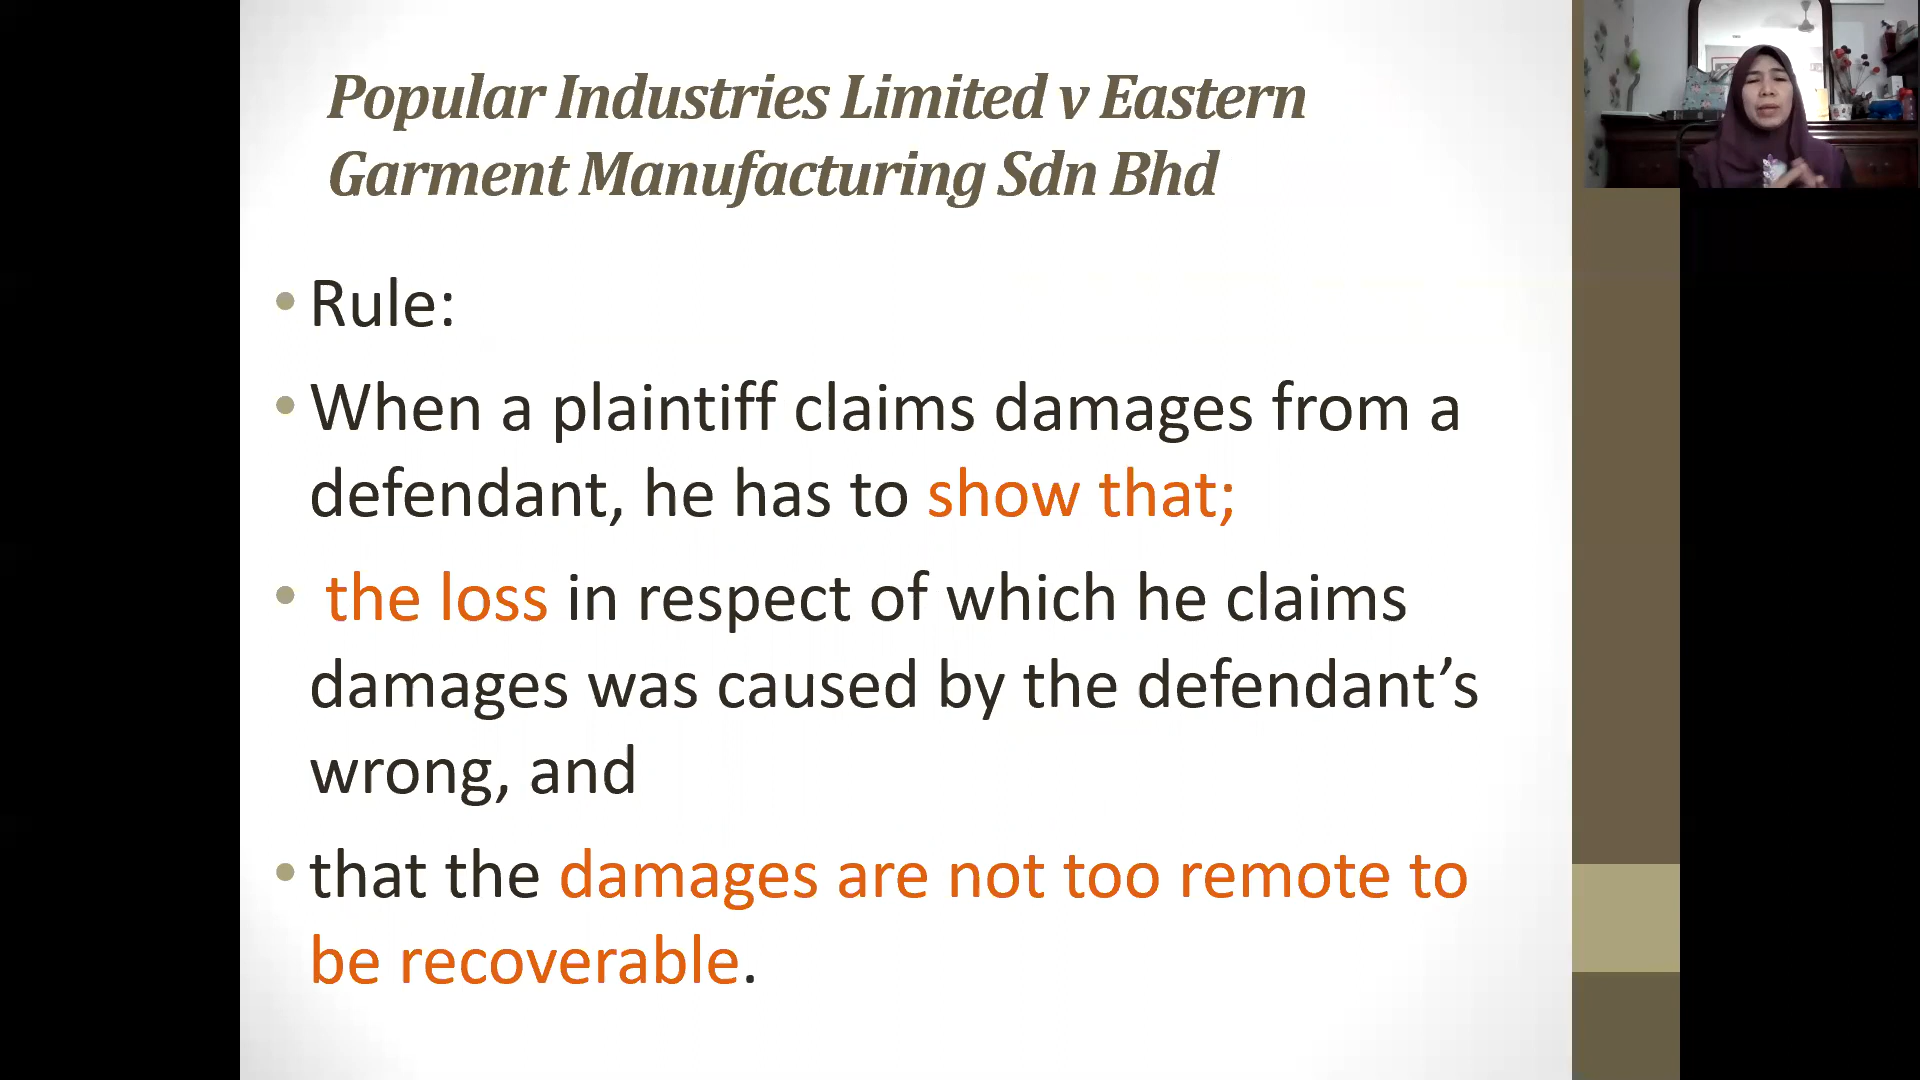 Popular Industries Limited v Eastern
Garment Manufacturing Sdn Bhd
• Rule:
• When a plaintiff claims damages from a
defendant, he has to show that;
• the loss in respect of which he claims
damages was caused by the defendant’s
wrong, and
• that the damages are not too remote to
be recoverable.